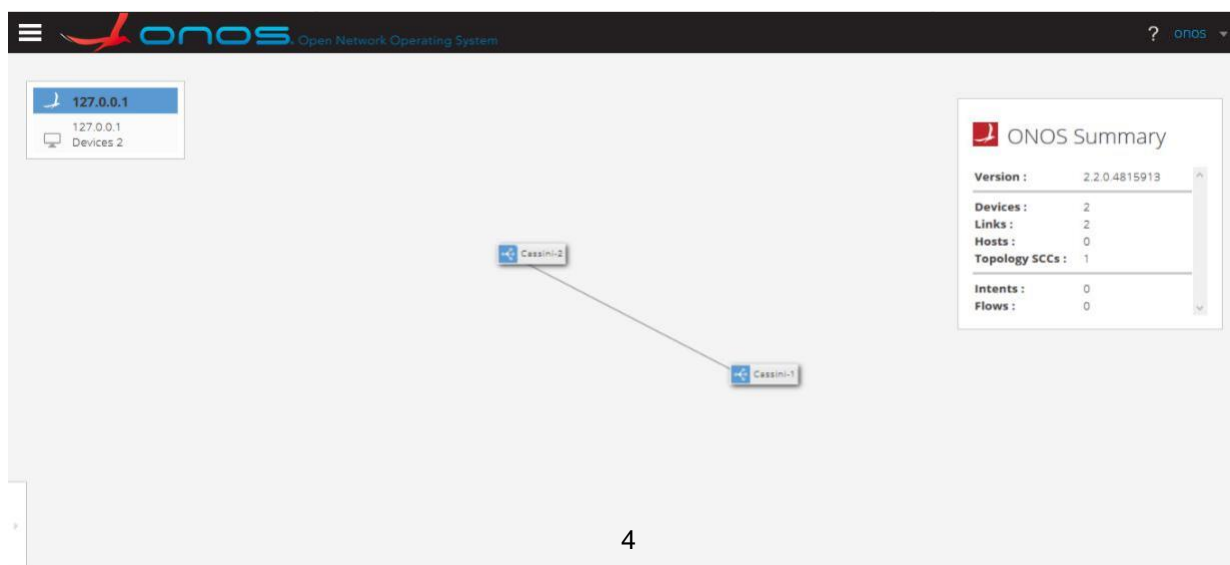 onos. Open Network Operating System
? onos
127.0.0.1
127.0.0.1
Devices 2
ONOS Summary
Version : 2.2.0.4815913
Devices : 2
Links : 2
Hosts : 0
Topology SCCs : 1
Intents : 0
Flows : 0
Cassini-2
Cassini-1
4